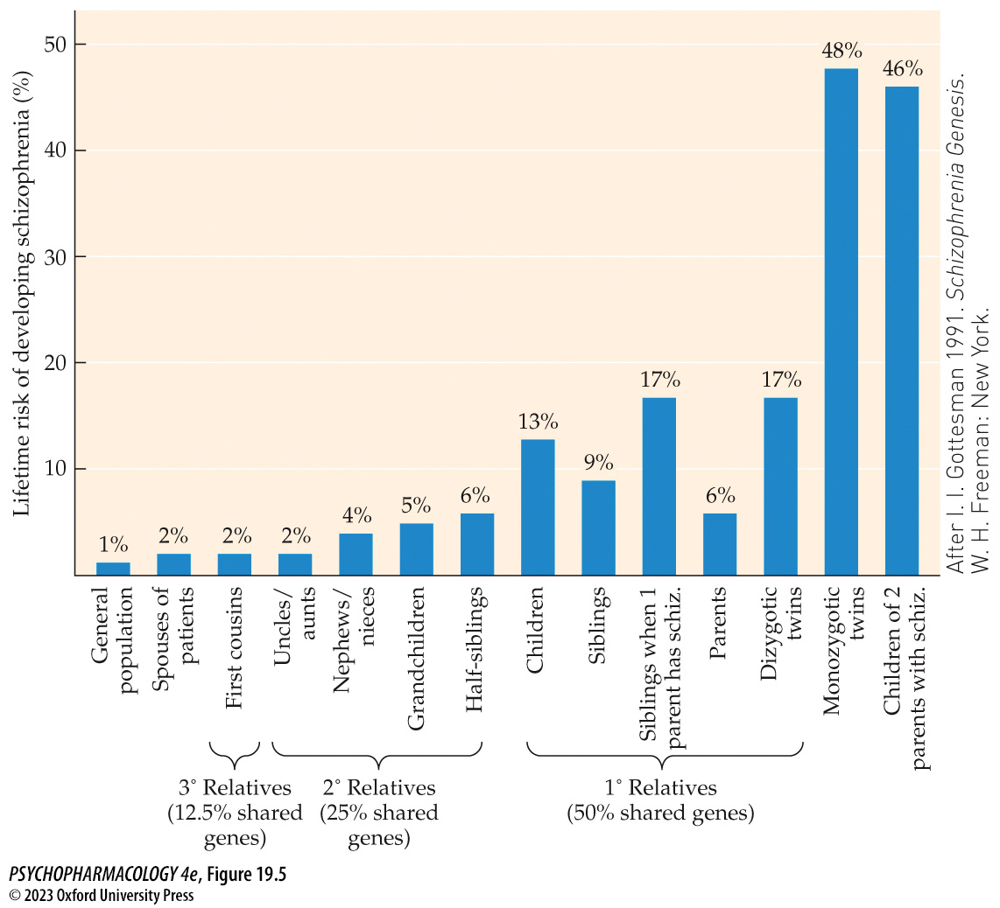 Lifetime risk of developing schizophrenia (%)
50
40
30
20
10
1%
2%
2%
2%
4%
5%
6%
13%
9%
17%
6%
17%
48%
46%
General
population
Spouses of
patients
First cousins
Uncles/
aunts
Nephews/
nieces
Grandchildren
Half-siblings
Children
Siblings
Siblings when 1
parent has schiz.
Parents
Dizygotic
twins
Monozygotic
twins
Children of 2
parents with schiz.
3° Relatives
(12.5% shared
genes)
2° Relatives
(25% shared
genes)
1° Relatives
(50% shared genes)
After I. I. Gottesman 1991. Schizophrenia Genesis.
W. H. Freeman: New York.
PSYCHOPHARMACOLOGY 4e, Figure 19.5
© 2023 Oxford University Press